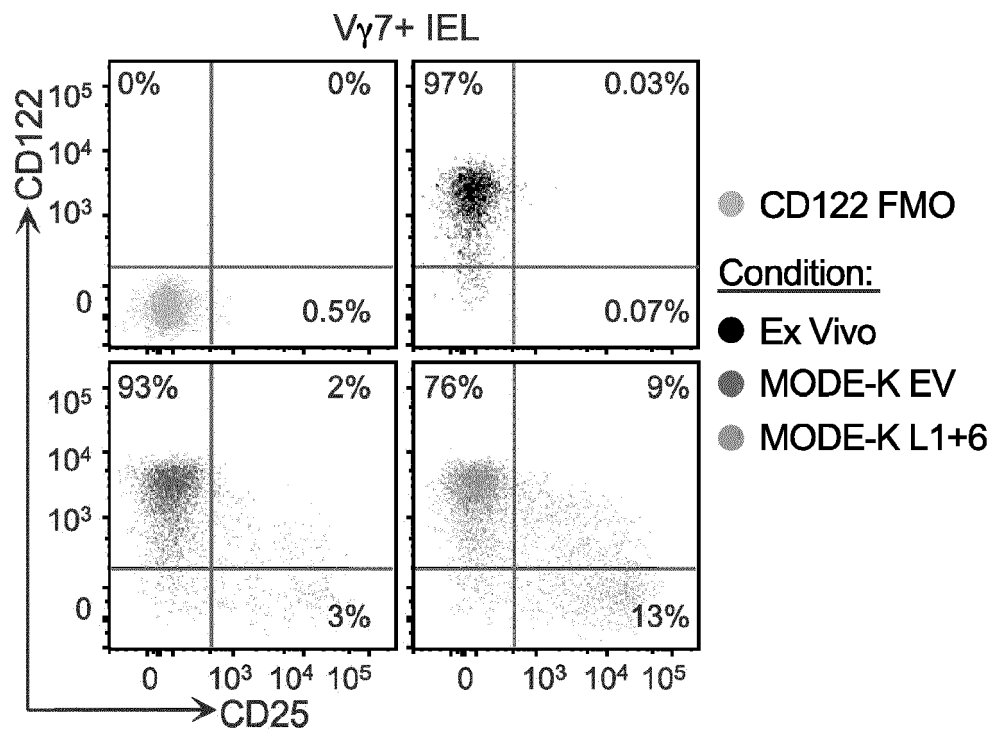 Vγ7+ IEL
CD122
10⁵
10⁴
10³
0
0%
0%
0.5%
97%
0.03%
0.07%
CD122 FMO
Condition:
Ex Vivo
MODE-K EV
MODE-K L1+6
10⁵
10⁴
10³
0
93%
2%
3%
76%
9%
13%
0 10³ 10⁴ 10⁵
0 10³ 10⁴ 10⁵
CD25